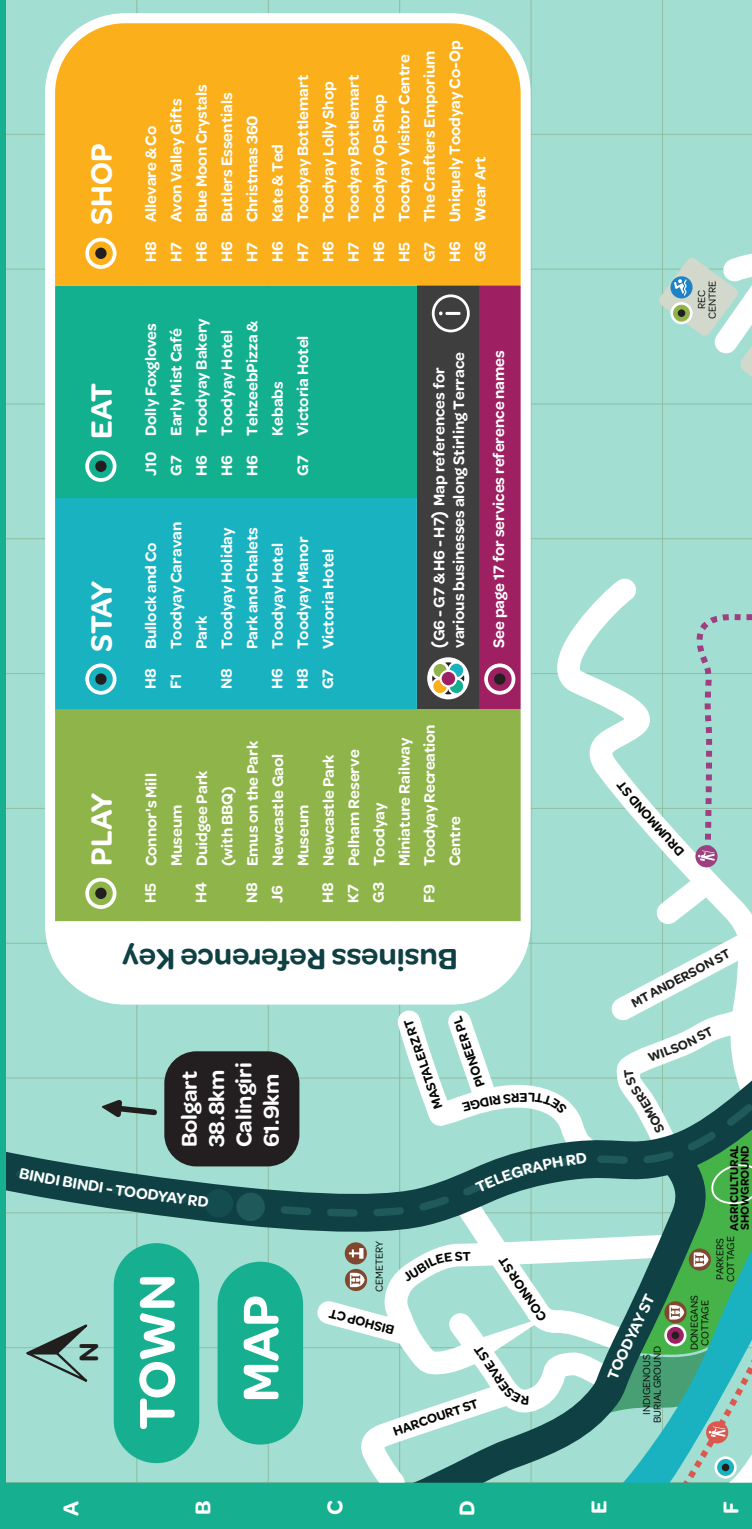 TOWN
MAP
N
Bolgart
38.8km
Calingiri
61.9km
Business Reference Key
PLAY
H5 Connor's Mill
Museum
H4 Duidgee Park
(with BBQ)
N8 Emus on the Park
J6 Newcastle Gaol
Museum
H8 Newcastle Park
K7 Pelham Reserve
G3 Toodyay
Miniature Railway
F9 Toodyay Recreation
Centre
STAY
H8 Bullock and Co
F1 Toodyay Caravan
Park
N8 Toodyay Holiday
Park and Chalets
H6 Toodyay Hotel
H8 Toodyay Manor
G7 Victoria Hotel
EAT
J10 Dolly Foxgloves
G7 Early Mist Café
H6 Toodyay Bakery
H6 Toodyay Hotel
H6 TehzeebPizza &
Kebabs
G7 Victoria Hotel
SHOP
H8 Allevare & Co
H7 Avon Valley Gifts
H6 Blue Moon Crystals
H6 Butlers Essentials
H7 Christmas 360
H6 Kate & Ted
H7 Toodyay Bottlemart
H6 Toodyay Lolly Shop
H7 Toodyay Bottlemart
H6 Toodyay Op Shop
H5 Toodyay Visitor Centre
G7 The Crafters Emporium
H6 Uniquely Toodyay Co-Op
G6 Wear Art
(G6 - G7 & H6 - H7) Map references for
various businesses along Stirling Terrace
i
See page 17 for services reference names
BINDI BINDI - TOODYAY RD
TELEGRAPH RD
MASTALERZ RT
PIONEER PL
SETTLERS RIDGE
H
CEMETERY
JUBILEE ST
BISHOP CT
CONNOR ST
RESERVE ST
HARCOURT ST
TOODYAY ST
SOMERS ST
WILSON ST
MT ANDERSON ST
DRUMMOND ST
REC
CENTRE
INDIGENOUS
BURIAL GROUND
H
DONEGANS
COTTAGE
H
PARKERS
COTTAGE
AGRICULTURAL
SHOWGROUND
A
B
C
D
E
F